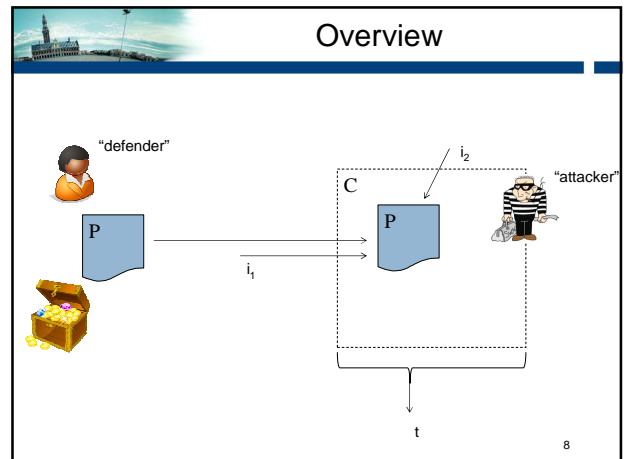 Overview
“defender”
i2
“attacker”
C
P
P
i1
t
8